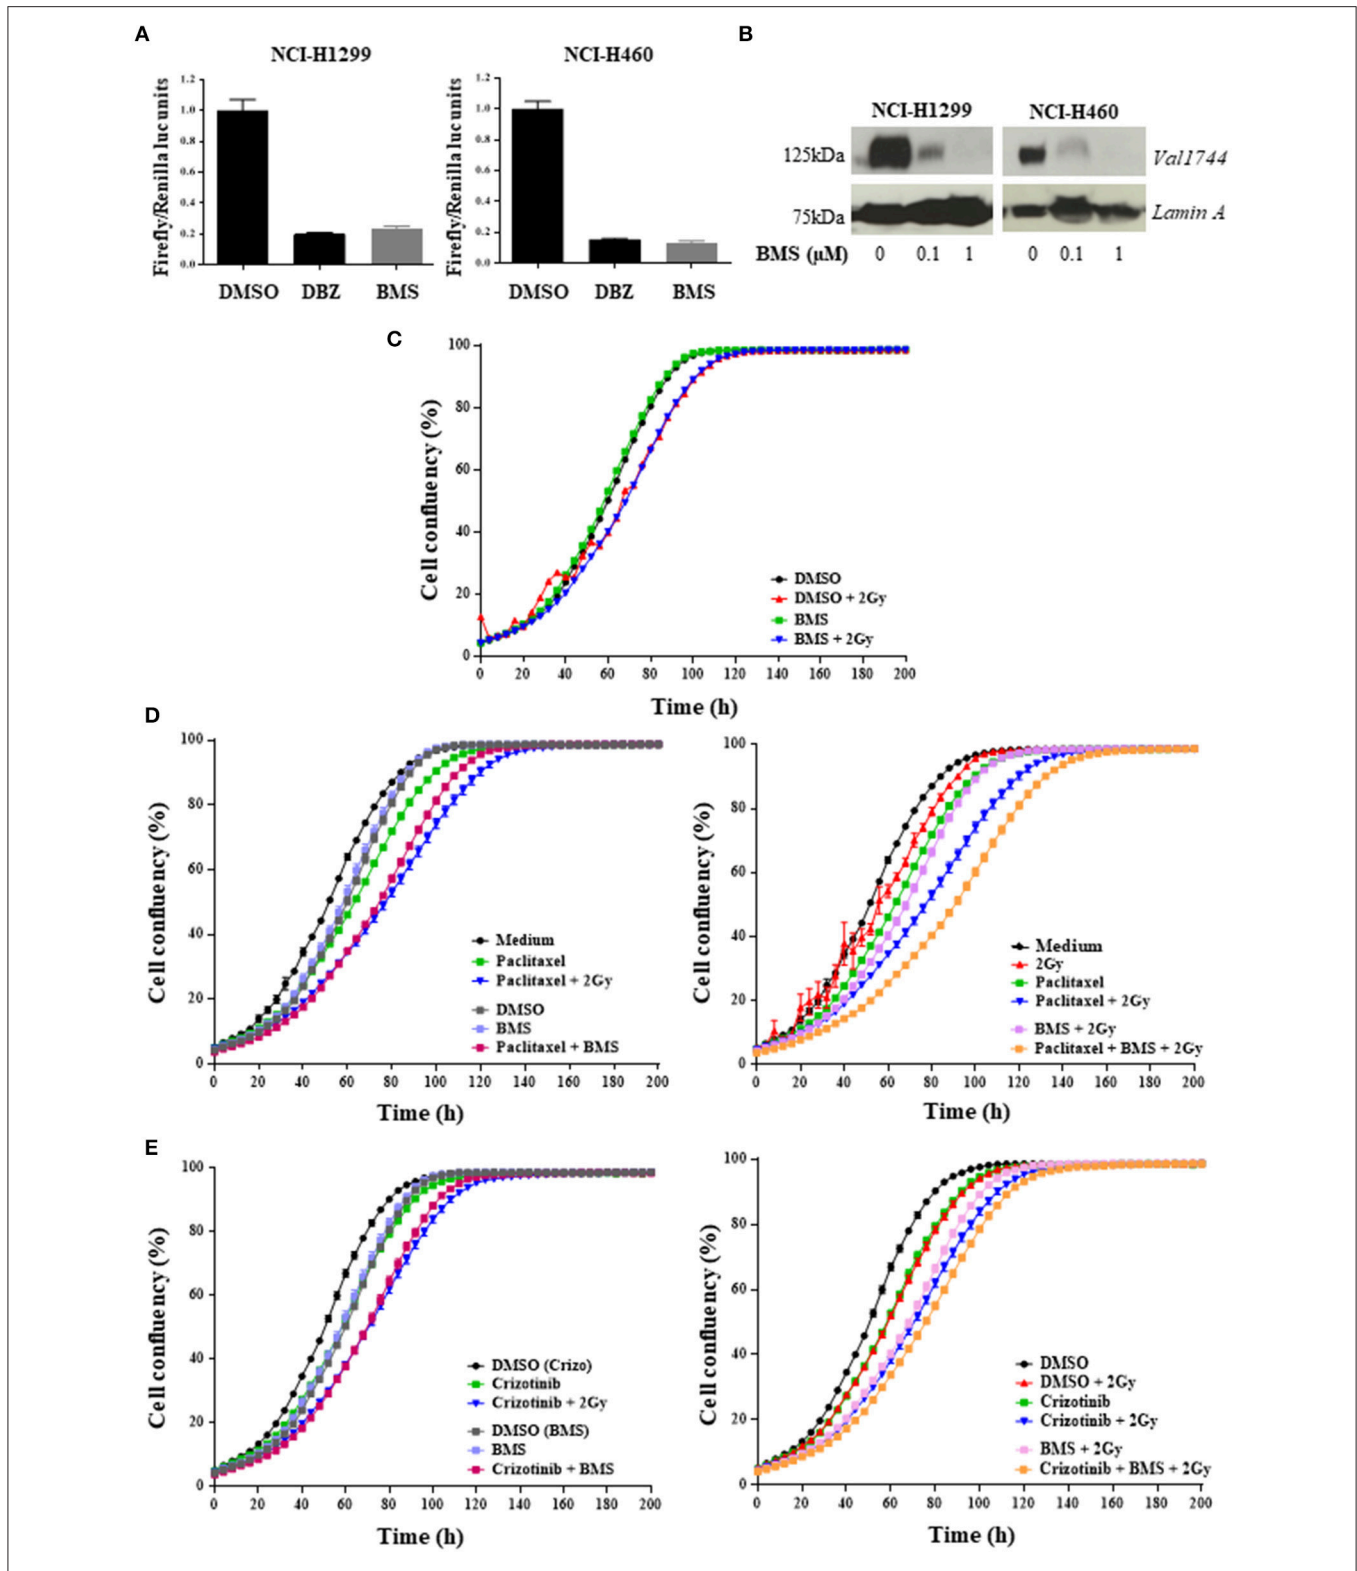 A
NCI-H1299
Firefly/Renilla luc units
1.2
1.0
0.8
0.6
0.4
0.2
0.0
DMSO DBZ BMS
NCI-H460
Firefly/Renilla luc units
1.2
1.0
0.8
0.6
0.4
0.2
0.0
DMSO DBZ BMS
B
NCI-H1299 NCI-H460
125kDa Val1744
75kDa Lamin A
BMS (µM) 0 0.1 1 0 0.1 1
C
Cell confluency (%)
100
80
60
40
20
0
0 20 40 60 80 100 120 140 160 180 200
Time (h)
DMSO
DMSO + 2Gy
BMS
BMS + 2Gy
D
Cell confluency (%)
100
80
60
40
20
0
0 20 40 60 80 100 120 140 160 180 200
Time (h)
Medium
Paclitaxel
Paclitaxel + 2Gy
DMSO
BMS
Paclitaxel + BMS
Cell confluency (%)
100
80
60
40
20
0
0 20 40 60 80 100 120 140 160 180 200
Time (h)
Medium
2Gy
Paclitaxel
Paclitaxel + 2Gy
BMS + 2Gy
Paclitaxel + BMS + 2Gy
E
Cell confluency (%)
100
80
60
40
20
0
0 20 40 60 80 100 120 140 160 180 200
Time (h)
DMSO (Crizo)
Crizotinib
Crizotinib + 2Gy
DMSO (BMS)
BMS
Crizotinib + BMS
Cell confluency (%)
100
80
60
40
20
0
0 20 40 60 80 100 120 140 160 180 200
Time (h)
DMSO
DMSO + 2Gy
Crizotinib
Crizotinib + 2Gy
BMS + 2Gy
Crizotinib + BMS + 2Gy